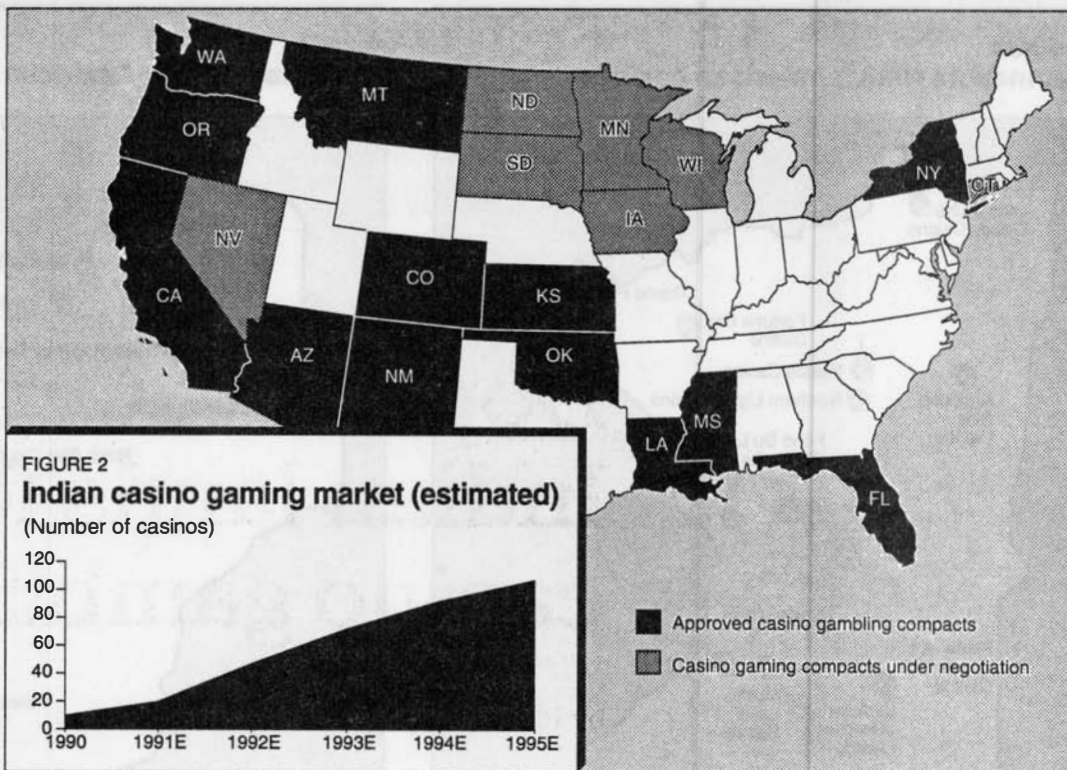 WA
MT
ND
MN
OR
SD
WI
NY
CT
IA
NV
CO
KS
CA
AZ
NM
OK
MS
LA
FL
FIGURE 2
Indian casino gaming market (estimated)
(Number of casinos)
120
100
80
60
40
20
0
1990 1991E 1992E 1993E 1994E 1995E
Approved casino gambling compacts
Casino gaming compacts under negotiation